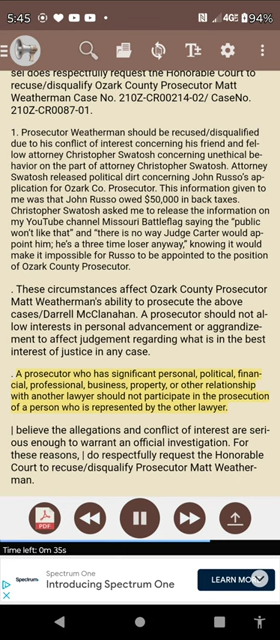 5:45
4G
94%
sel does respectfully request the Honorable Court to
recuse/disqualify Ozark County Prosecutor Matt
Weatherman Case No. 210Z-CR00214-02/ CaseNo.
210Z-CR0087-01.
1. Prosecutor Weatherman should be recused/disqualified
due to his conflict of interest concerning his friend and fel-
low attorney Christopher Swatosh concerning unethical be-
havior on the part of attorney Christopher Swatosh. Attorney
Swatosh released political dirt concerning John Russo's ap-
plication for Ozark Co. Prosecutor. This information given to
me was that John Russo owed $50,000 in back taxes.
Christopher Swatosh asked me to release the information on
my YouTube channel Missouri Battleflag saying the "public
won't like that" and "there is no way Judge Carter would ap-
point him; he's a three time loser anyway," knowing it would
make it impossible for Russo to be appointed to the position
of Ozark County Prosecutor.
. These circumstances affect Ozark County Prosecutor
Matt Weatherman's ability to prosecute the above
cases/Darrell McClanahan. A prosecutor should not al-
low interests in personal advancement or aggrandize-
ment to affect judgement regarding what is in the best
interest of justice in any case.
. A prosecutor who has significant personal, political, finan-
cial, professional, business, property, or other relationship
with another lawyer should not participate in the prosecution
of a person who is represented by the other lawyer.
| believe the allegations and conflict of interest are seri-
ous enough to warrant an official investigation. For
these reasons, | do respectfully request the Honorable
Court to recuse/disqualify Prosecutor Matt Weather-
man.
PDF
Time left: 0m 35s
Spectrum
Spectrum One
Introducing Spectrum One
LEARN MO